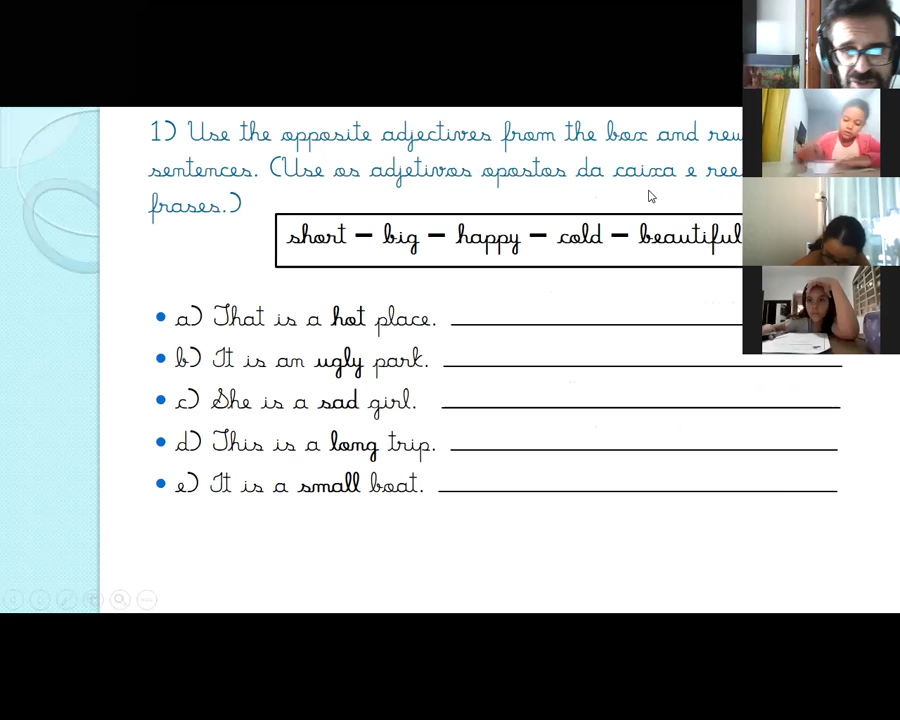 1) Use the opposite adjectives from the box and
sentences. (Use os adjetivos opostos da caixa e
frases.)
short – big – happy – cold – beautiful
a) That is a hot place.
b) It is an ugly park.
c) She is a sad girl.
d) This is a long trip.
e) It is a small boat.